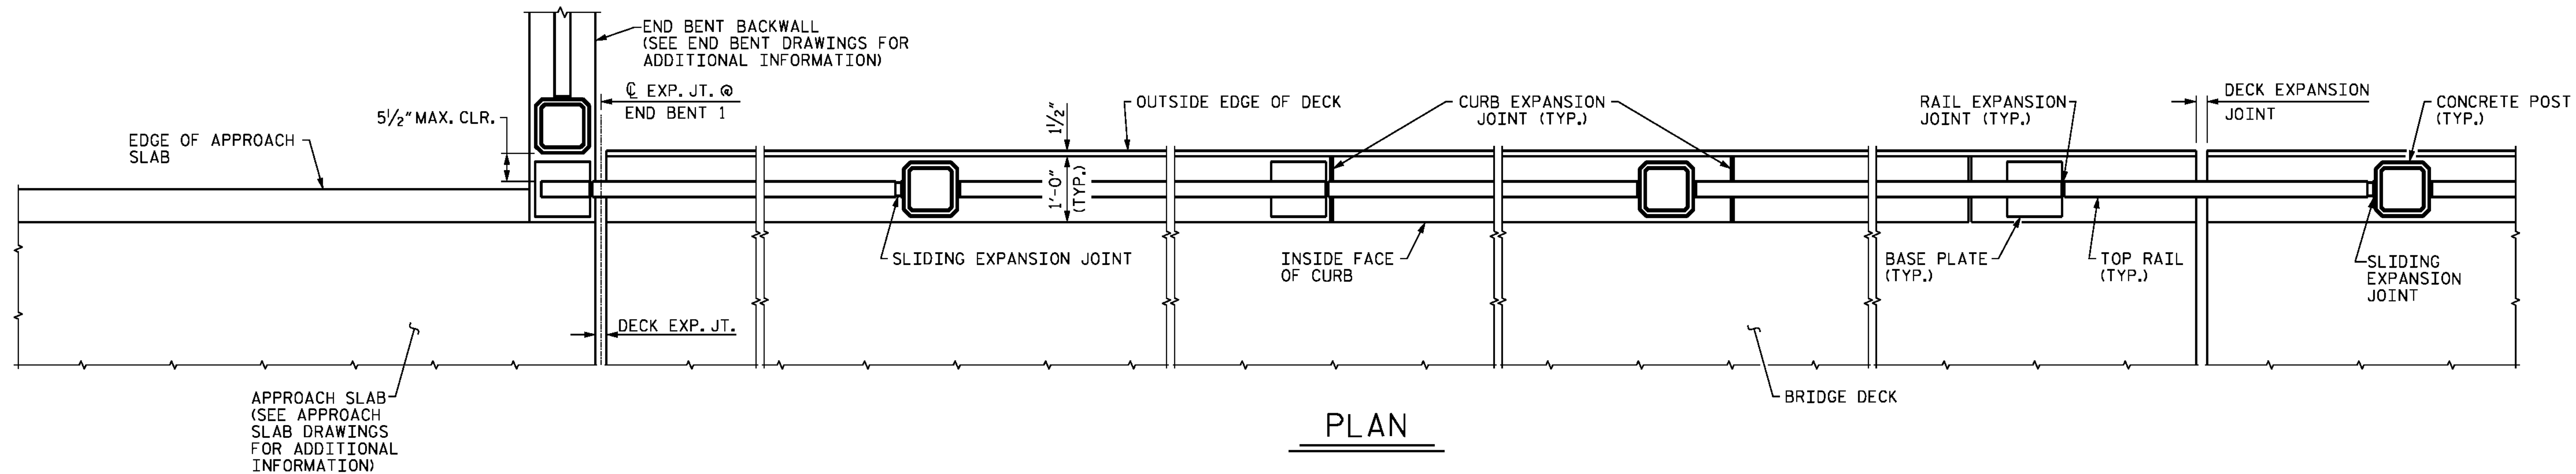 END BENT BACKWALL
(SEE END BENT DRAWINGS FOR
ADDITIONAL INFORMATION)
℄ EXP. JT. @
END BENT 1
5½" MAX. CLR.
EDGE OF APPROACH
SLAB
1½"
OUTSIDE EDGE OF DECK
CURB EXPANSION
JOINT (TYP.)
RAIL EXPANSION
JOINT (TYP.)
DECK EXPANSION
JOINT
CONCRETE POST
(TYP.)
1'-0"
(TYP.)
SLIDING EXPANSION JOINT
INSIDE FACE
OF CURB
BASE PLATE
(TYP.)
TOP RAIL
(TYP.)
SLIDING
EXPANSION
JOINT
DECK EXP. JT.
APPROACH SLAB
(SEE APPROACH
SLAB DRAWINGS
FOR ADDITIONAL
INFORMATION)
BRIDGE DECK
PLAN